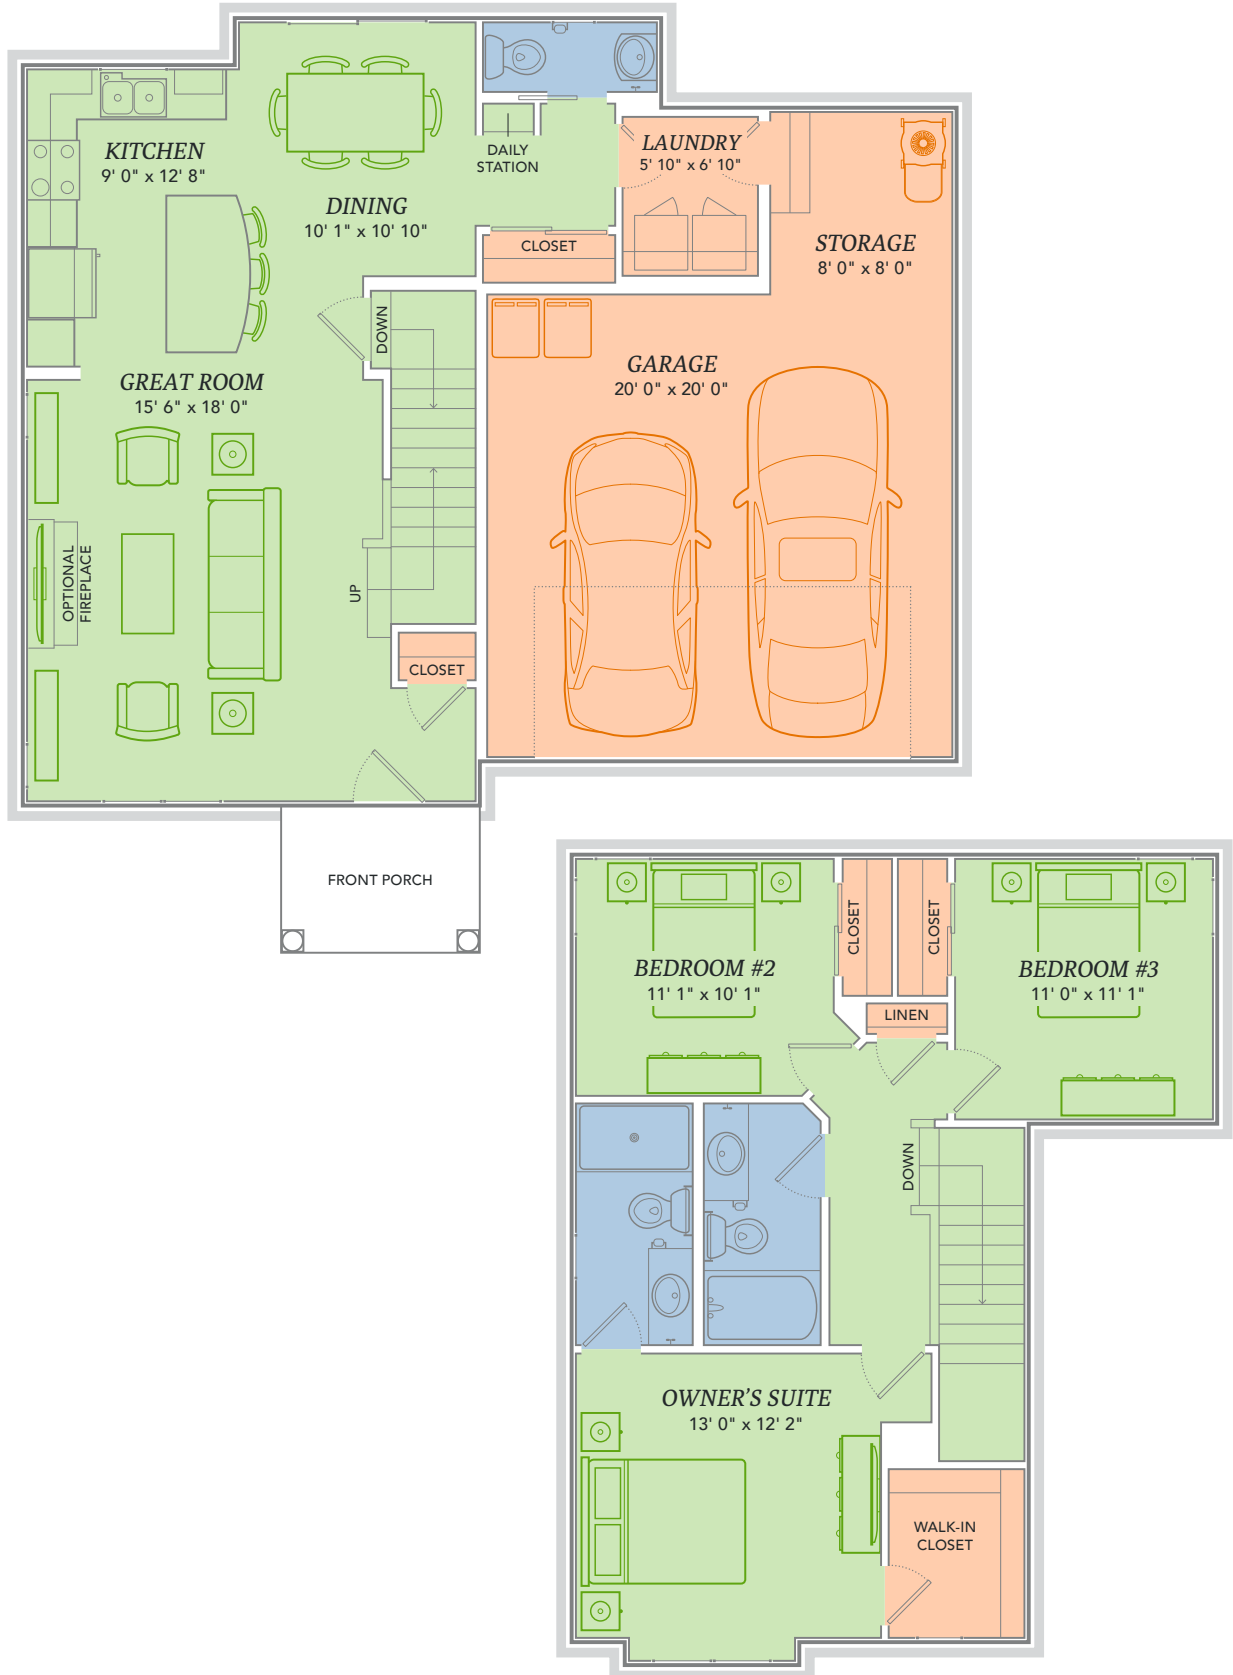 KITCHEN
9' 0" x 12' 8"
DINING
10' 1" x 10' 10"
DAILY
STATION
LAUNDRY
5' 10" x 6' 10"
CLOSET
STORAGE
8' 0" x 8' 0"
DOWN
GARAGE
20' 0" x 20' 0"
GREAT ROOM
15' 6" x 18' 0"
OPTIONAL
FIREPLACE
UP
CLOSET
FRONT PORCH
CLOSET
CLOSET
BEDROOM #2
11' 1" x 10' 1"
BEDROOM #3
11' 0" x 11' 1"
LINEN
DOWN
OWNER'S SUITE
13' 0" x 12' 2"
WALK-IN
CLOSET